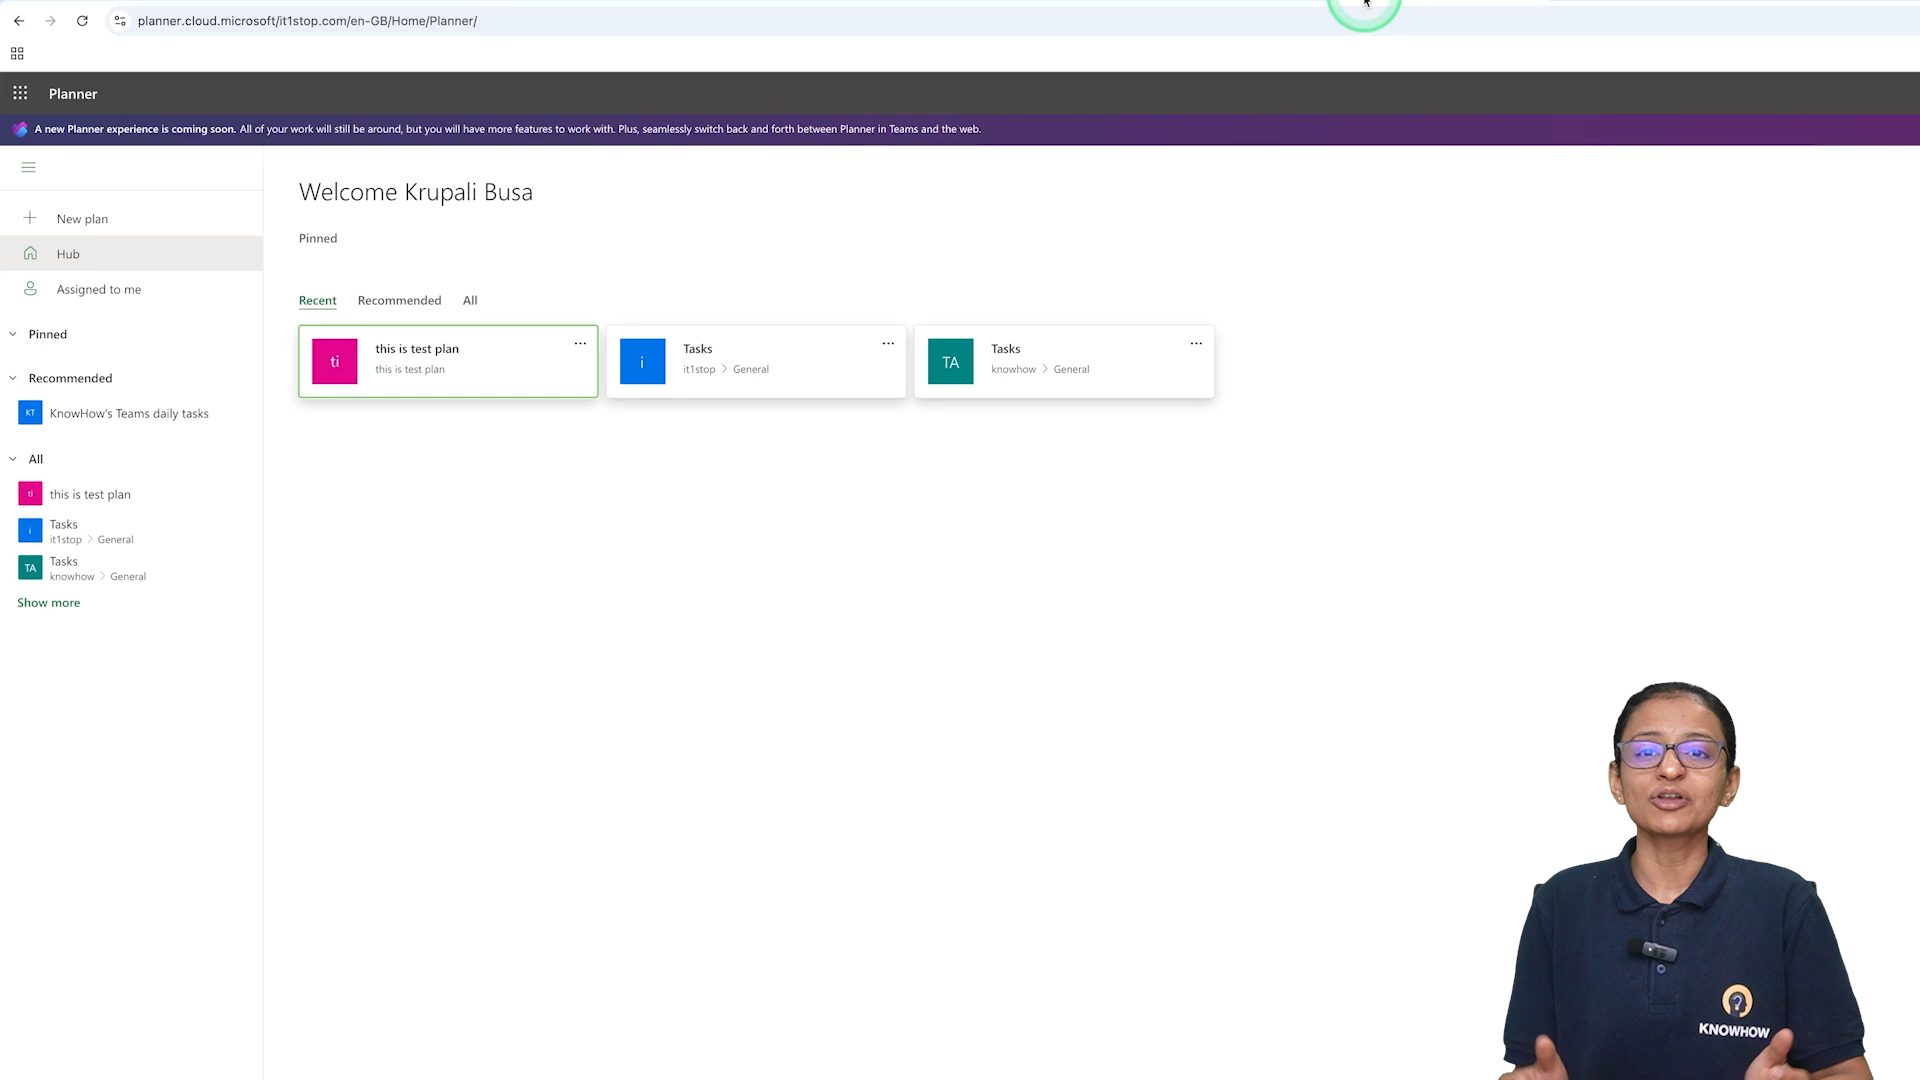 planner.cloud.microsoft/it1stop.com/en-GB/Home/Planner/
Planner
A new Planner experience is coming soon. All of your work will still be around, but you will have more features to work with. Plus, seamlessly switch back and forth between Planner in Teams and the web.
New plan
Hub
Assigned to me
Pinned
Recommended
KT KnowHow's Teams daily tasks
All
ti this is test plan
i Tasks
it1stop > General
TA Tasks
knowhow > General
Show more
Welcome Krupali Busa
Pinned
Recent Recommended All
ti this is test plan
this is test plan
i Tasks
it1stop > General
TA Tasks
knowhow > General
KNOWHOW